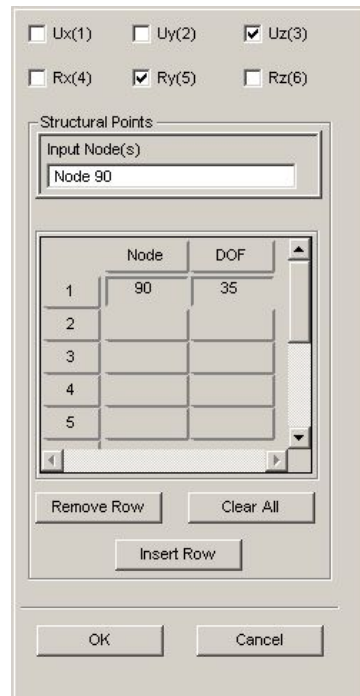 Ux(1) Uy(2) Uz(3)
Rx(4) Ry(5) Rz(6)
Structural Points
Input Node(s)
Node 90
Node DOF
1 90 35
2
3
4
5
Remove Row Clear All
Insert Row
OK Cancel